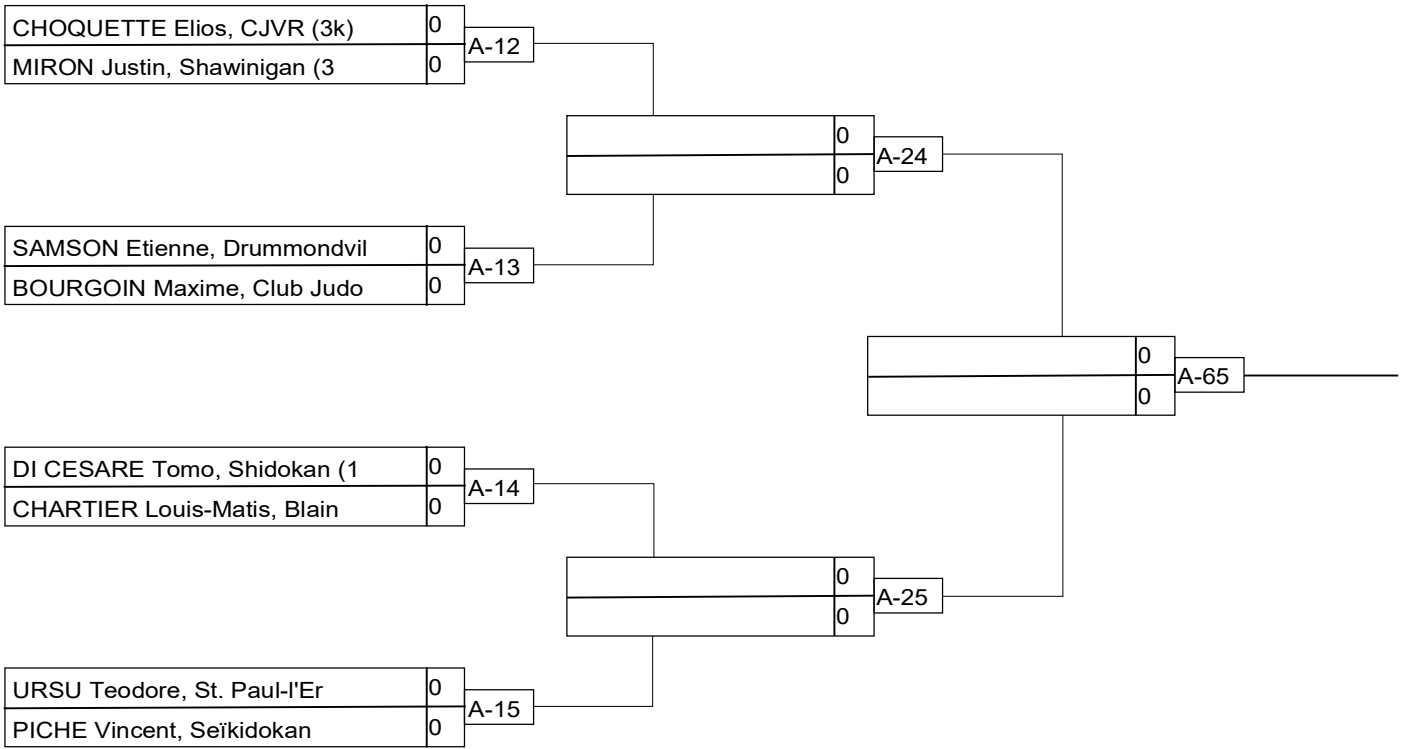 CHOQUETTE Elios, CJVR (3k) 0
A-12
MIRON Justin, Shawinigan (3 0
0
A-24
0
SAMSON Etienne, Drummondvil 0
A-13
BOURGOIN Maxime, Club Judo 0
0
A-65
0
DI CESARE Tomo, Shidokan (1 0
A-14
CHARTIER Louis-Matis, Blain 0
0
A-25
0
URSU Teodore, St. Paul-l'Er 0
A-15
PICHE Vincent, Seïkidokan 0